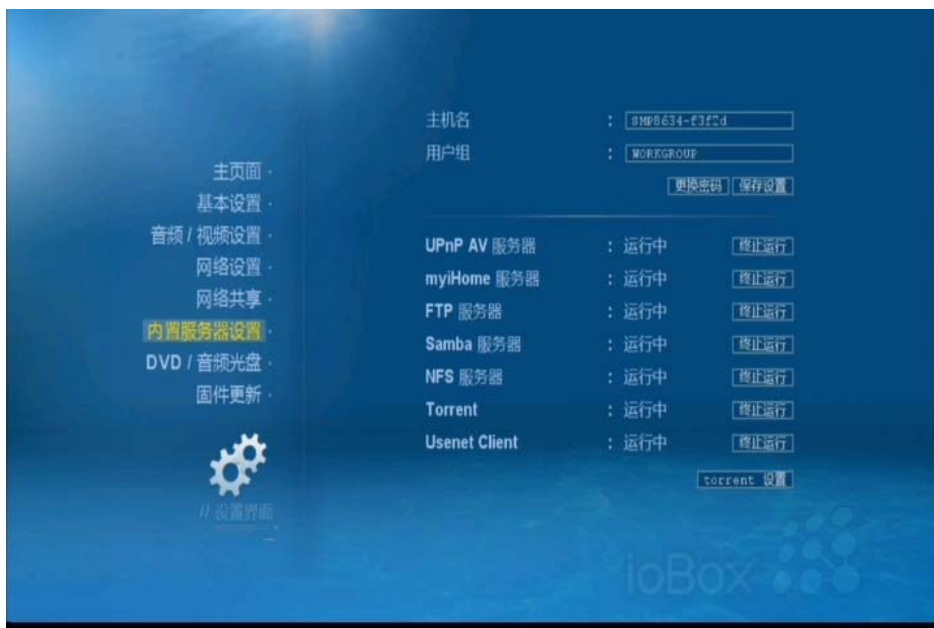 主机名 : SMP8634-f3f2d
用户组 : WORKGROUP
更换密码 保存设置
主页面 ·
基本设置 ·
音频 / 视频设置 ·
网络设置 ·
网络共享 ·
内置服务器设置 ·
DVD / 音频光盘 ·
固件更新 ·
// 设置界面
UPnP AV 服务器 : 运行中 终止运行
myiHome 服务器 : 运行中 终止运行
FTP 服务器 : 运行中 终止运行
Samba 服务器 : 运行中 终止运行
NFS 服务器 : 运行中 终止运行
Torrent : 运行中 终止运行
Usenet Client : 运行中 终止运行
torrent 设置
ioBox